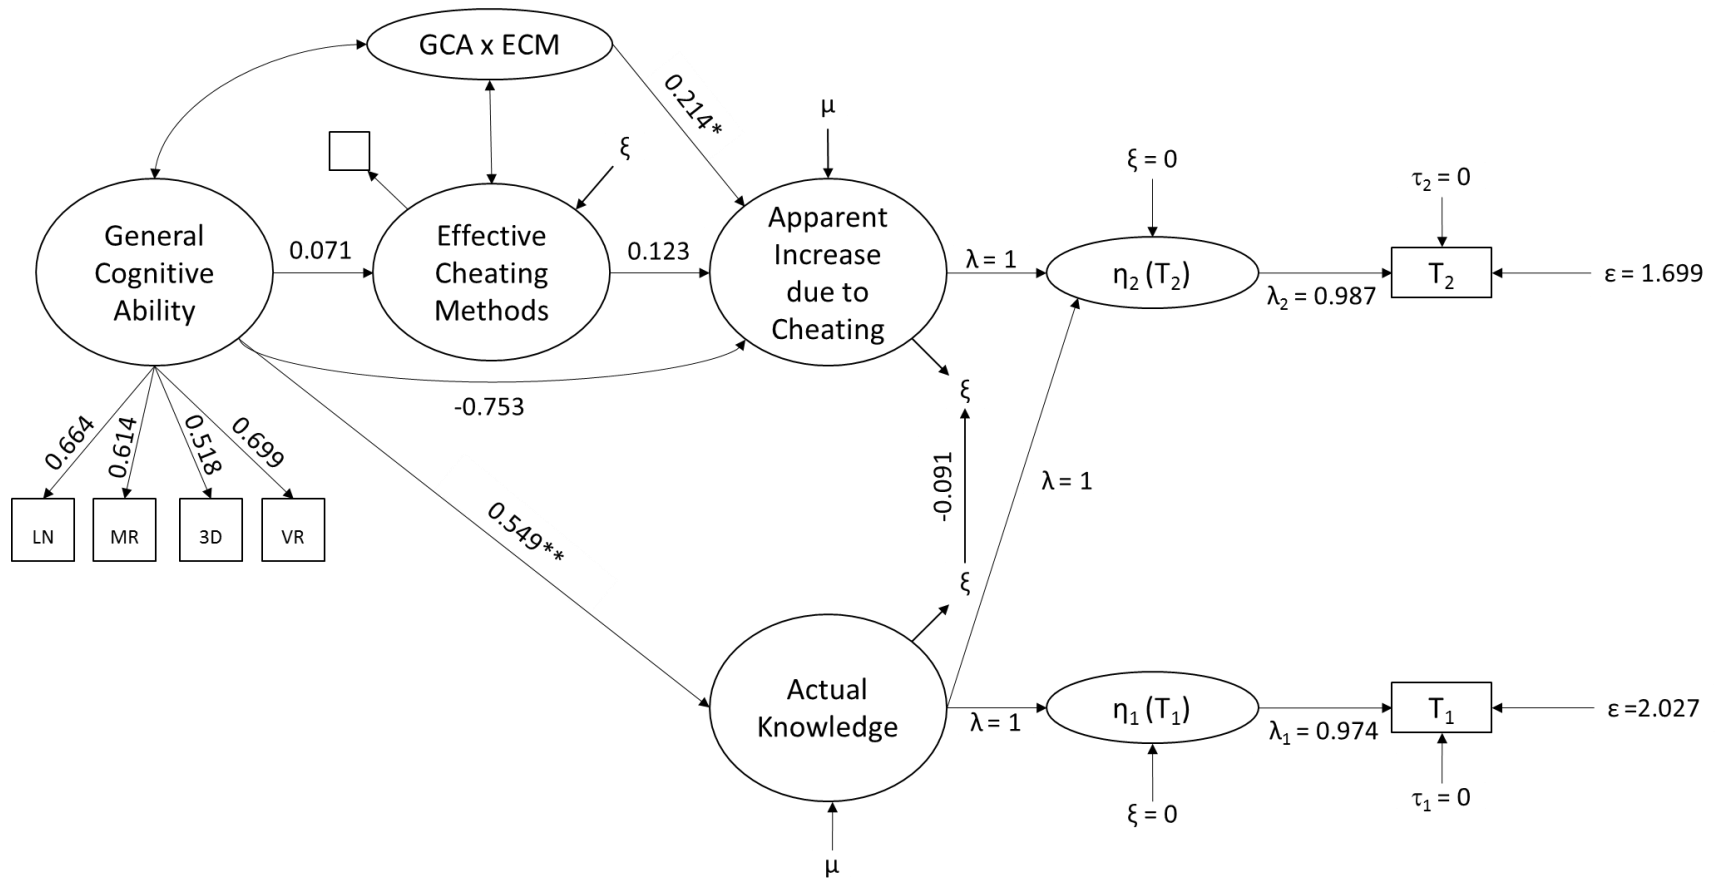 GCA x ECM
0.214*
μ
ξ
ξ = 0
τ2 = 0
General
Cognitive
Ability
0.071
Effective
Cheating
Methods
0.123
Apparent
Increase
due to
Cheating
λ = 1
η2 (T2)
λ2 = 0.987
T2
ε = 1.699
-0.753
ξ
0.664
0.614
0.518
0.699
LN
MR
3D
VR
0.549**
-0.091
λ = 1
ξ
Actual
Knowledge
λ = 1
η1 (T1)
λ1 = 0.974
T1
ε =2.027
τ1 = 0
ξ = 0
μ